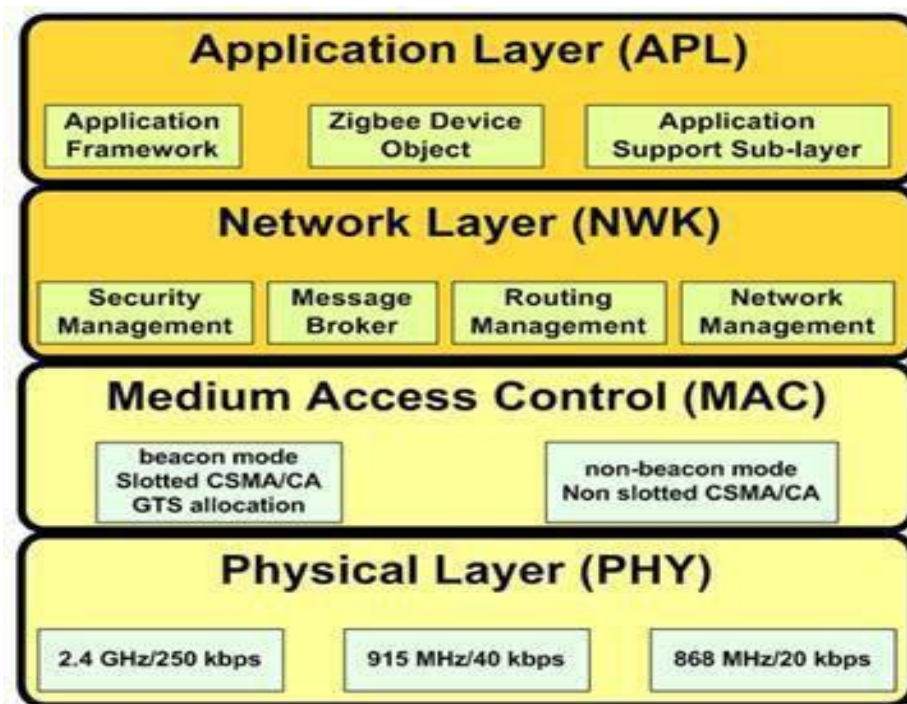 Application Layer (APL)
Application
Framework
Zigbee Device
Object
Application
Support Sub-layer
Network Layer (NWK)
Security
Management
Message
Broker
Routing
Management
Network
Management
Medium Access Control (MAC)
beacon mode
Slotted CSMA/CA
GTS allocation
non-beacon mode
Non slotted CSMA/CA
Physical Layer (PHY)
2.4 GHz/250 kbps
915 MHz/40 kbps
868 MHz/20 kbps